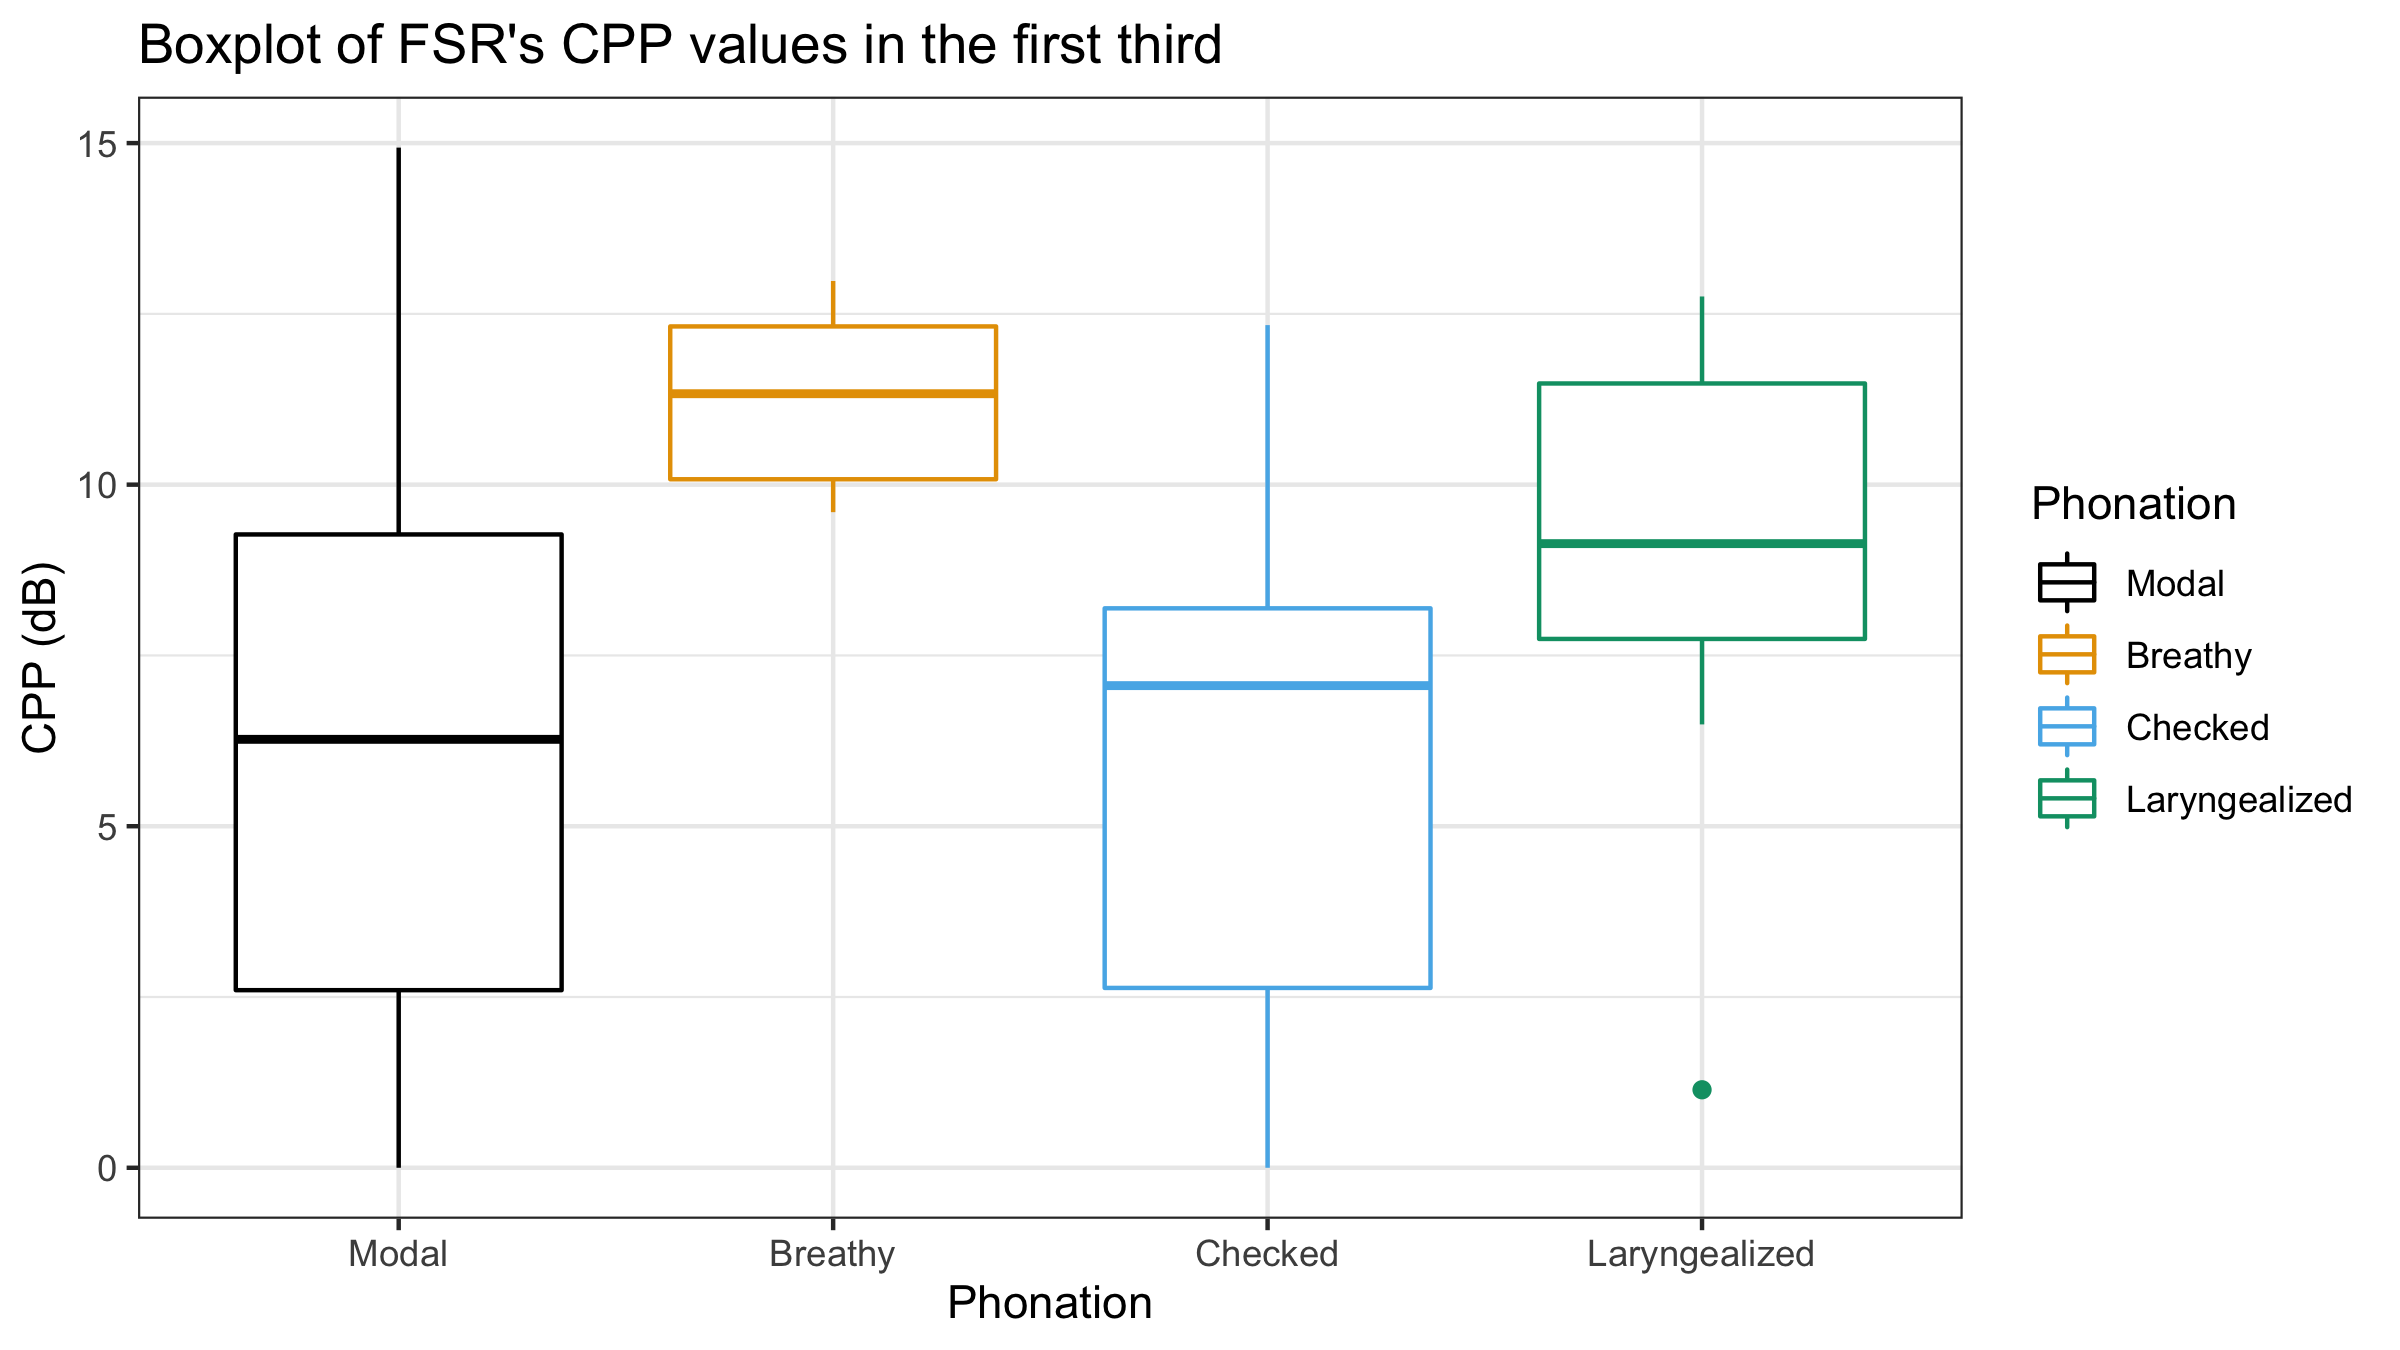 Boxplot of FSR's CPP values in the first third
15
10
5
0
CPP (dB)
Modal
Breathy
Checked
Laryngealized
Phonation
Phonation
Modal
Breathy
Checked
Laryngealized